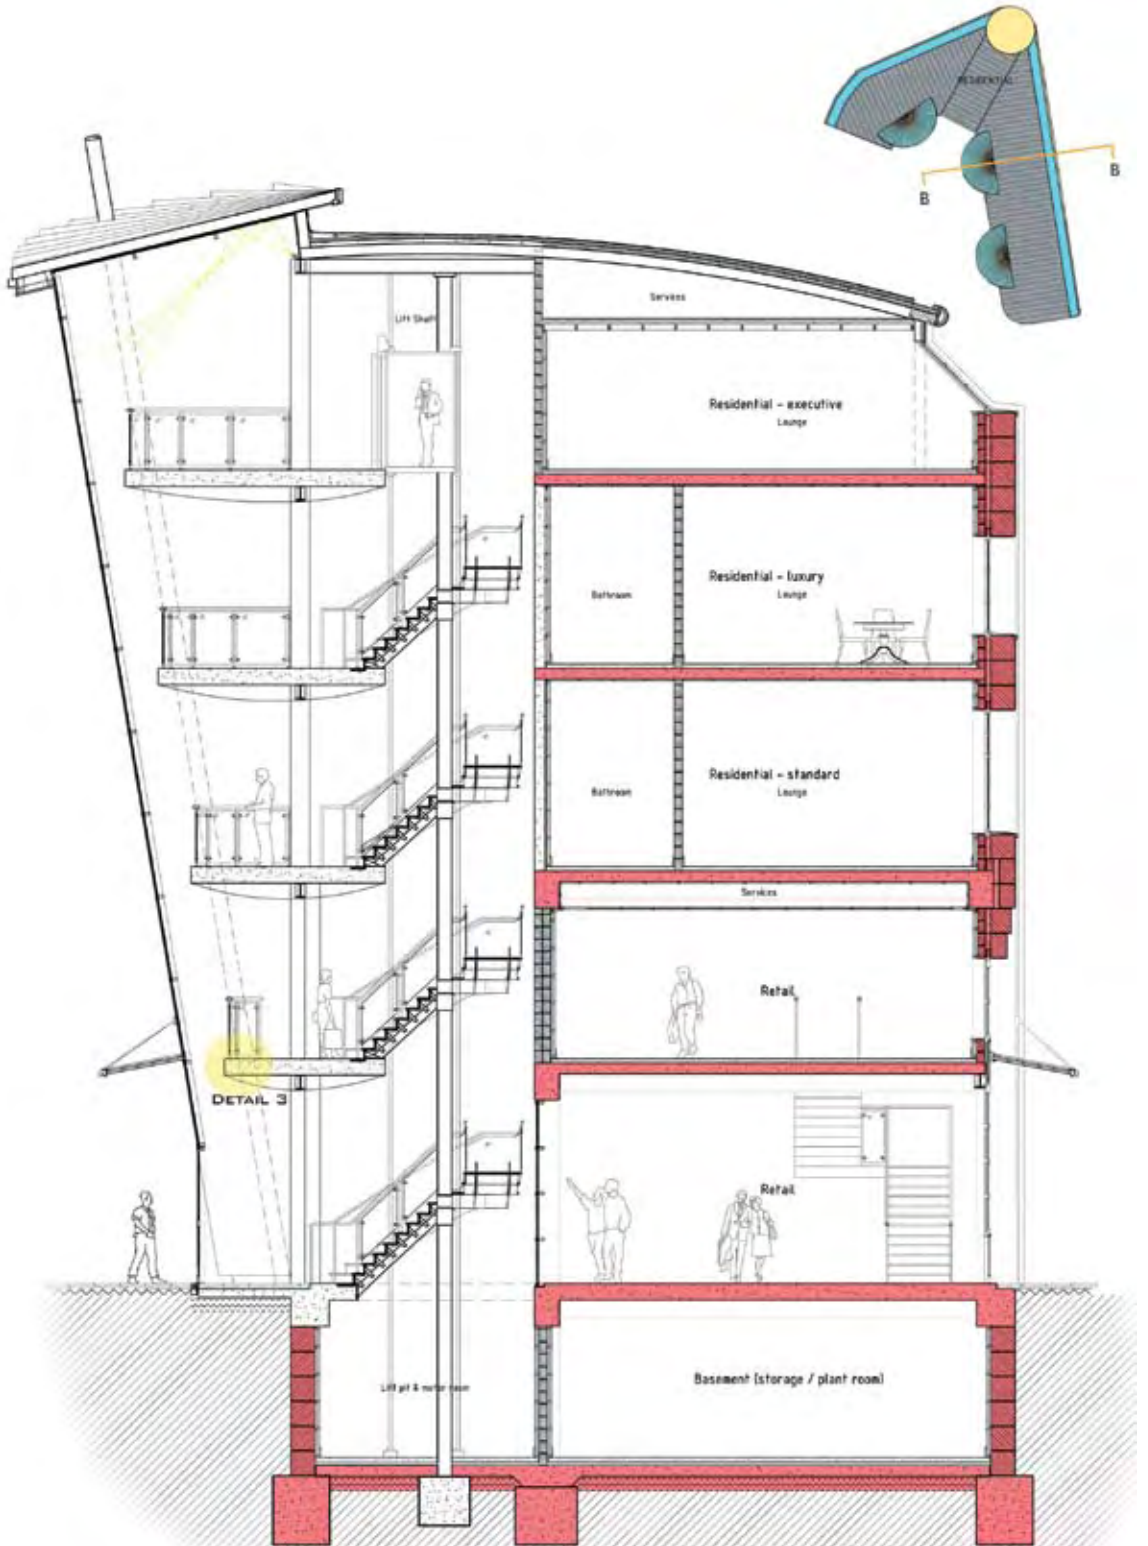 RESIDENTIAL
B
B
Services
Lift Shaft
Residential - executive
Lounge
Residential - luxury
Lounge
Bathroom
Residential - standard
Lounge
Bathroom
Services
Retail
DETAIL 3
Retail
Basement (storage / plant room)
Lift pit & motor room